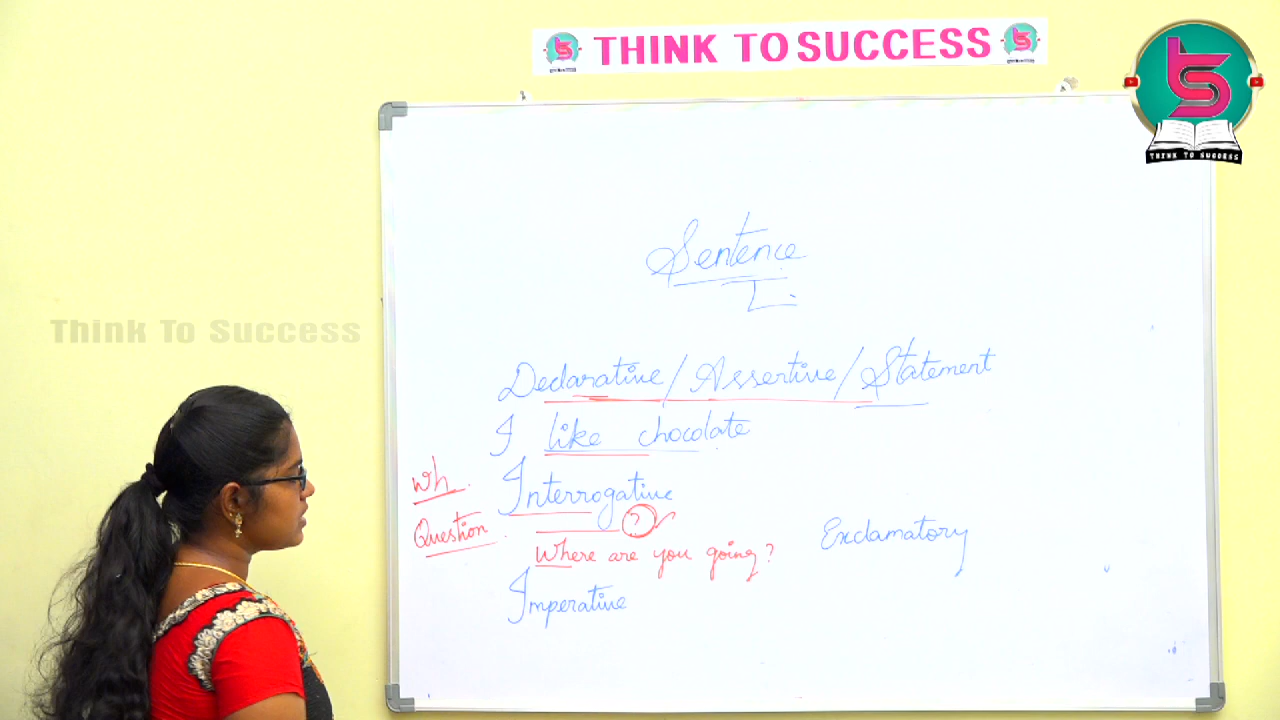 THINK TO SUCCESS
THINK TO SUCCESS
Sentence
Think To Success
Declarative / Assertive / Statement
I like chocolate
Wh. Interrogative
Question. ?
Where are you going?
Exclamatory
Imperative